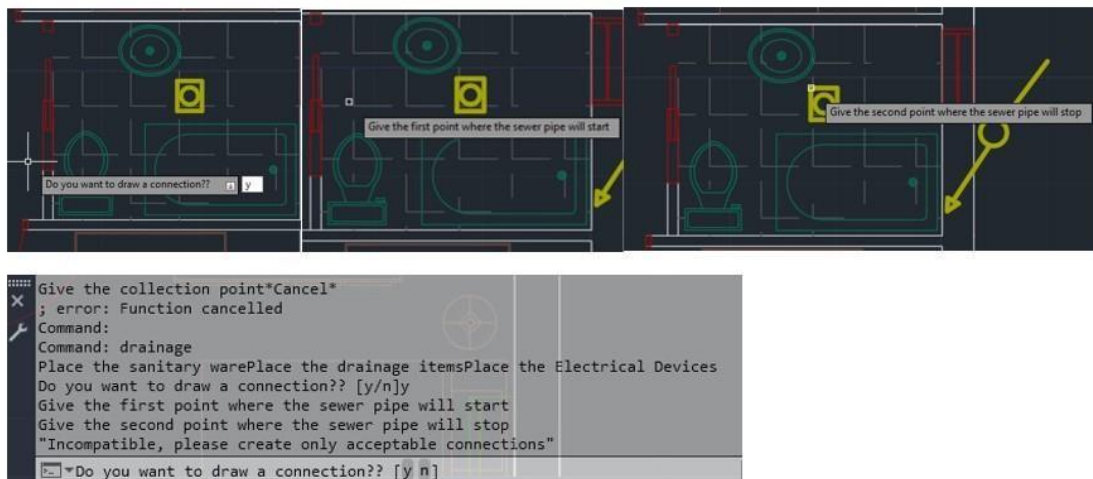 Do you want to draw a connection?? y
Give the first point where the sewer pipe will start
Give the second point where the sewer pipe will stop
Give the collection point*Cancel*
; error: Function cancelled
Command:
Command: drainage
Place the sanitary warePlace the drainage itemsPlace the Electrical Devices
Do you want to draw a connection?? [y/n]y
Give the first point where the sewer pipe will start
Give the second point where the sewer pipe will stop
"Incompatible, please create only acceptable connections"
Do you want to draw a connection?? [y n]